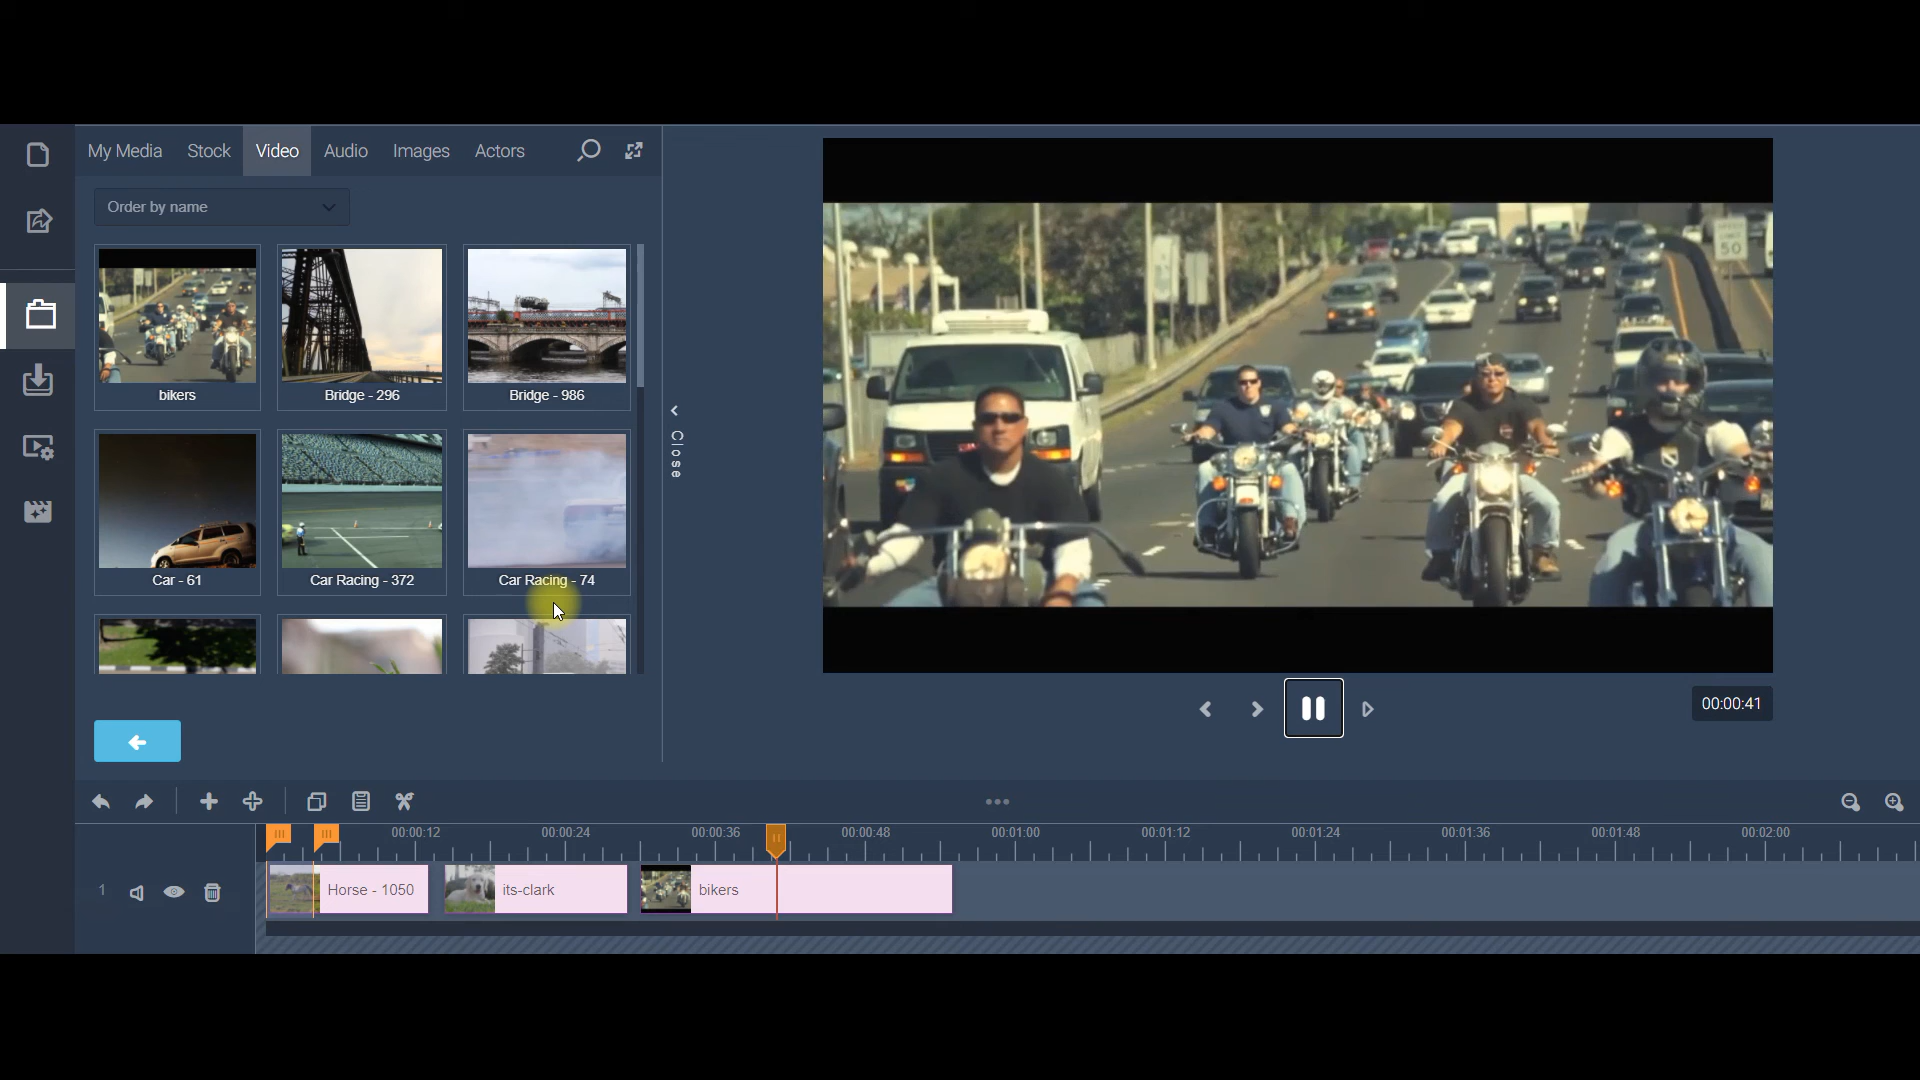 My Media Stock Video Audio Images Actors
Order by name
bikers Bridge - 296 Bridge - 986
Car - 61 Car Racing - 372 Car Racing - 74
Close
SPEED
LIMIT
50
00:00:41
00:00:12 00:00:24 00:00:36 00:00:48 00:01:00 00:01:12 00:01:24 00:01:36 00:01:48 00:02:00
1 Horse - 1050 its-clark bikers